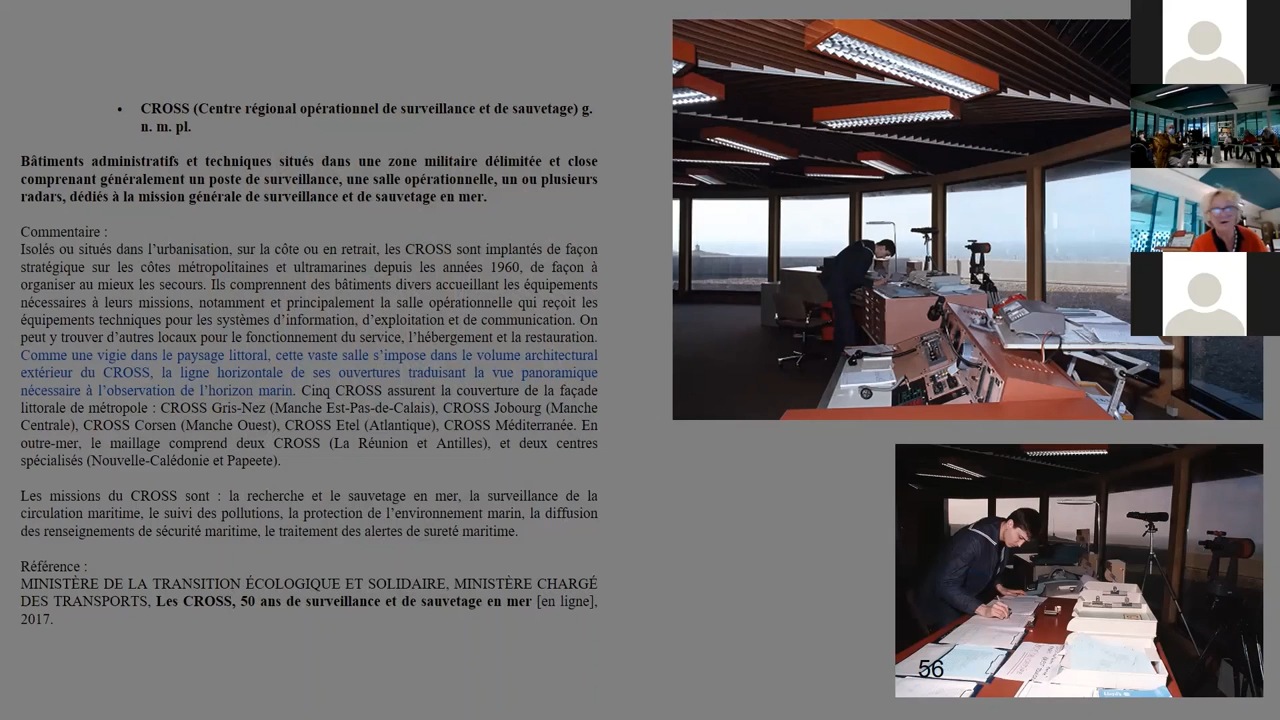 • CROSS (Centre régional opérationnel de surveillance et de sauvetage) g.
n. m. pl.
Bâtiments administratifs et techniques situés dans une zone militaire délimitée et close
comprenant généralement un poste de surveillance, une salle opérationnelle, un ou plusieurs
radars, dédiés à la mission générale de surveillance et de sauvetage en mer.
Commentaire :
Isolés ou situés dans l’urbanisation, sur la côte ou en retrait, les CROSS sont implantés de façon
stratégique sur les côtes métropolitaines et ultramarines depuis les années 1960, de façon à
organiser au mieux les secours. Ils comprennent des bâtiments divers accueillant les équipements
nécessaires à leurs missions, notamment et principalement la salle opérationnelle qui reçoit les
équipements techniques pour les systèmes d’information, d’exploitation et de communication. On
peut y trouver d’autres locaux pour le fonctionnement du service, l’hébergement et la restauration.
Comme une vigie dans le paysage littoral, cette vaste salle s’impose dans le volume architectural
extérieur du CROSS, la ligne horizontale de ses ouvertures traduisant la vue panoramique
nécessaire à l’observation de l’horizon marin. Cinq CROSS assurent la couverture de la façade
littorale de métropole : CROSS Gris-Nez (Manche Est-Pas-de-Calais), CROSS Jobourg (Manche
Centrale), CROSS Corsen (Manche Ouest), CROSS Etel (Atlantique), CROSS Méditerranée. En
outre-mer, le maillage comprend deux CROSS (La Réunion et Antilles), et deux centres
spécialisés (Nouvelle-Calédonie et Papeete).
Les missions du CROSS sont : la recherche et le sauvetage en mer, la surveillance de la
circulation maritime, le suivi des pollutions, la protection de l’environnement marin, la diffusion
des renseignements de sécurité maritime, le traitement des alertes de sureté maritime.
Référence :
MINISTÈRE DE LA TRANSITION ÉCOLOGIQUE ET SOLIDAIRE, MINISTÈRE CHARGÉ
DES TRANSPORTS, Les CROSS, 50 ans de surveillance et de sauvetage en mer [en ligne],
2017.
56